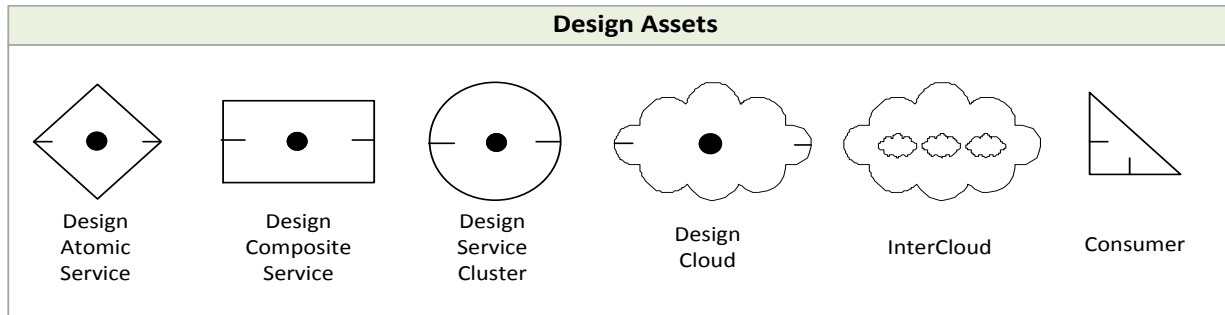 Design Assets
Design
Atomic
Service
Design
Composite
Service
Design
Service
Cluster
Design
Cloud
InterCloud
Consumer